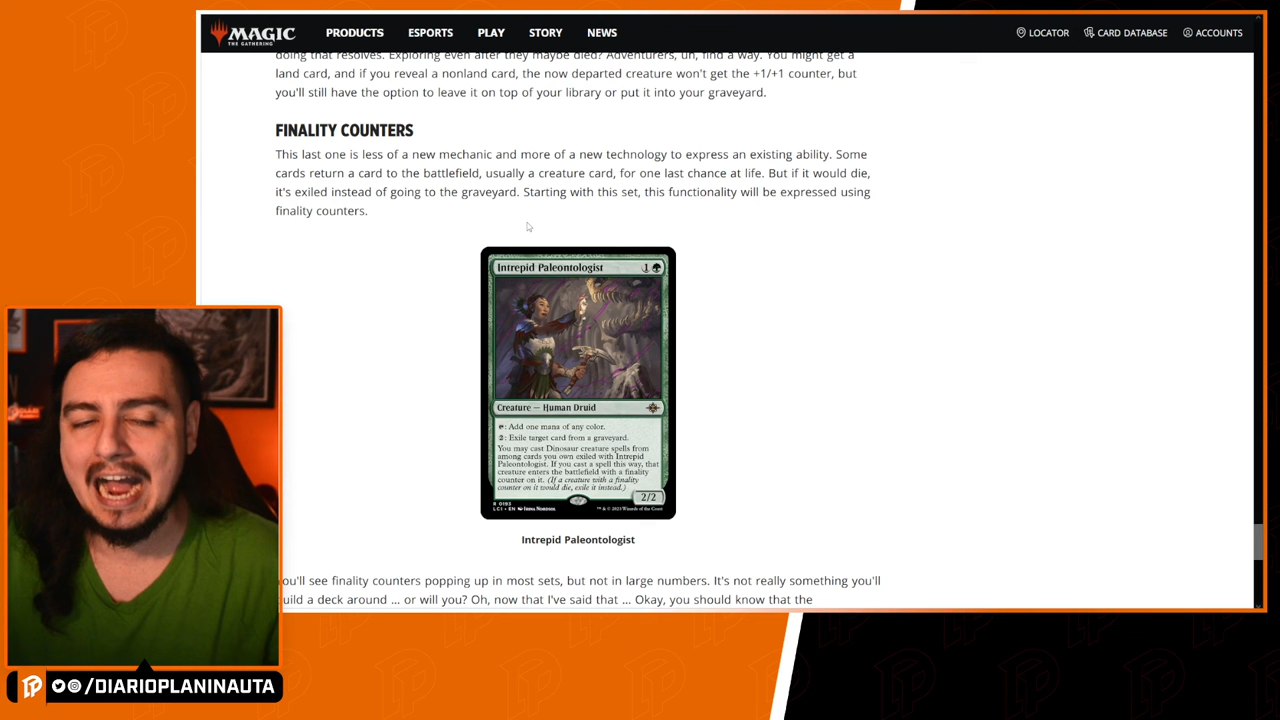 MAGIC
THE GATHERING
PRODUCTS ESPORTS PLAY STORY NEWS
LOCATOR CARD DATABASE ACCOUNTS
doing that resolves. Exploring even after they maybe died? Adventurers, uh, find a way. You might get a
land card, and if you reveal a nonland card, the now departed creature won't get the +1/+1 counter, but
you'll still have the option to leave it on top of your library or put it into your graveyard.
FINALITY COUNTERS
This last one is less of a new mechanic and more of a new technology to express an existing ability. Some
cards return a card to the battlefield, usually a creature card, for one last chance at life. But if it would die,
it's exiled instead of going to the graveyard. Starting with this set, this functionality will be expressed using
finality counters.
Intrepid Paleontologist 1
Creature — Human Druid
: Add one mana of any color.
2: Exile target card from a graveyard.
You may cast Dinosaur creature spells from
among cards you own exiled with Intrepid
Paleontologist. If you cast a spell this way, that
creature enters the battlefield with a finality
counter on it. (If a creature with a finality
counter on it would die, exile it instead.)
2/2
R 0193
LCI • EN
™ & © 2023 Wizards of the Coast
Intrepid Paleontologist
ou'll see finality counters popping up in most sets, but not in large numbers. It's not really something you'll
uild a deck around ... or will you? Oh, now that I've said that ... Okay, you should know that the
/DIARIOPLANINAUTA